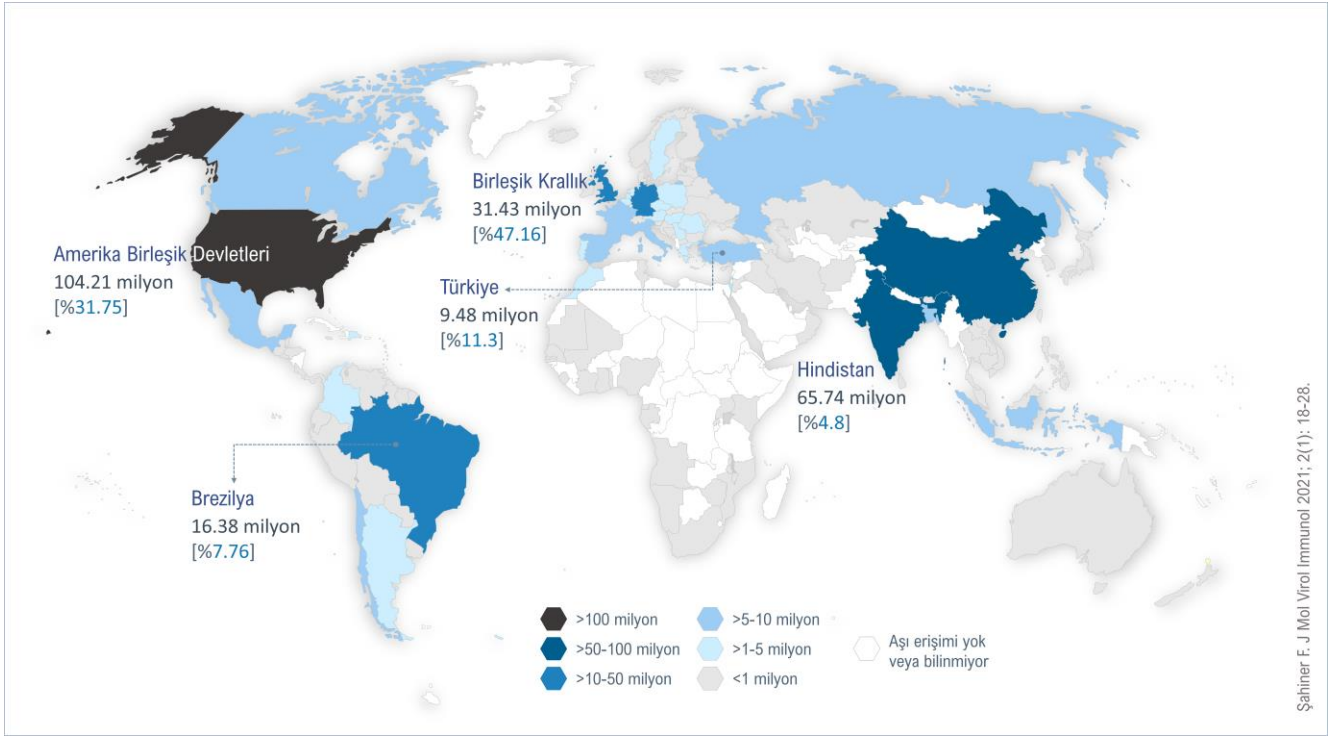 Birleşik Krallık
31.43 milyon
[%47.16]
Amerika Birleşik Devletleri
104.21 milyon
[%31.75]
Türkiye
9.48 milyon
[%11.3]
Hindistan
65.74 milyon
[%4.8]
Brezilya
16.38 milyon
[%7.76]
>100 milyon
>50-100 milyon
>10-50 milyon
>5-10 milyon
>1-5 milyon
<1 milyon
Aşı erişimi yok
veya bilinmiyor
Şahiner F. J Mol Virol Immunol 2021; 2(1): 18-28.